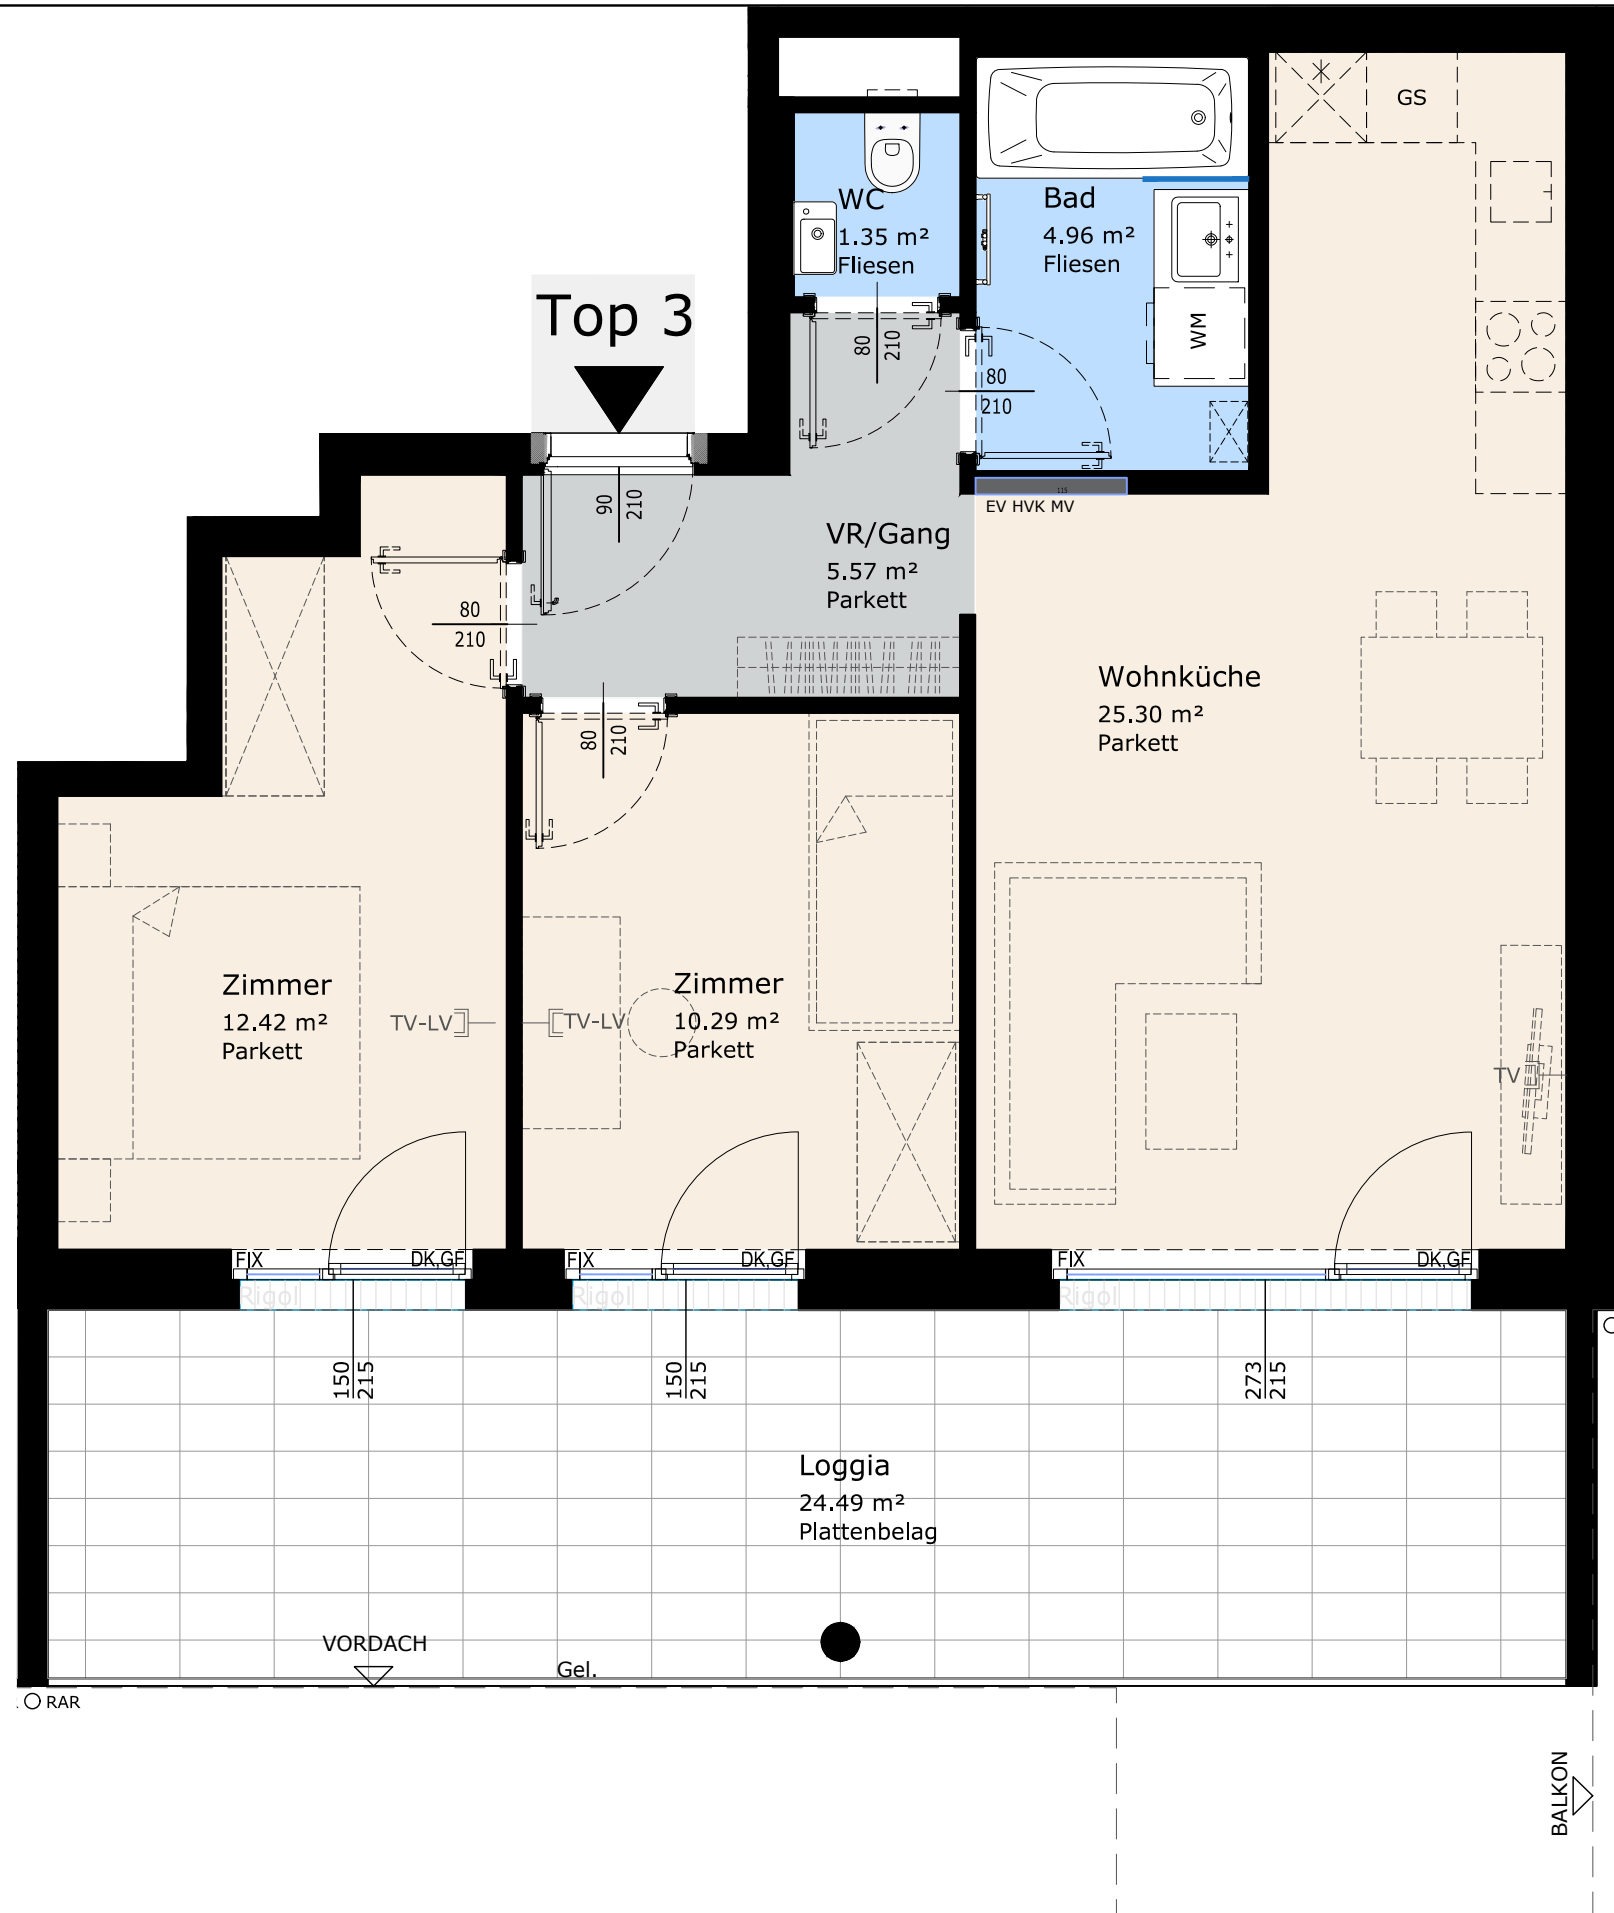 GS
WC
1.35 m²
Fliesen
Bad
4.96 m²
Fliesen
Top 3
WM
80
210
80
210
90
210
115
EV HVK MV
VR/Gang
5.57 m²
Parkett
80
210
80
210
Wohnküche
25.30 m²
Parkett
Zimmer
12.42 m²
Parkett
TV-LV
TV-LV
Zimmer
10.29 m²
Parkett
TV
FIX
DK,GF
FIX
DK,GF
FIX
DK,GF
Rigol
Rigol
Rigol
150
215
150
215
273
215
Loggia
24.49 m²
Plattenbelag
VORDACH
Gel.
RAR
BALKON